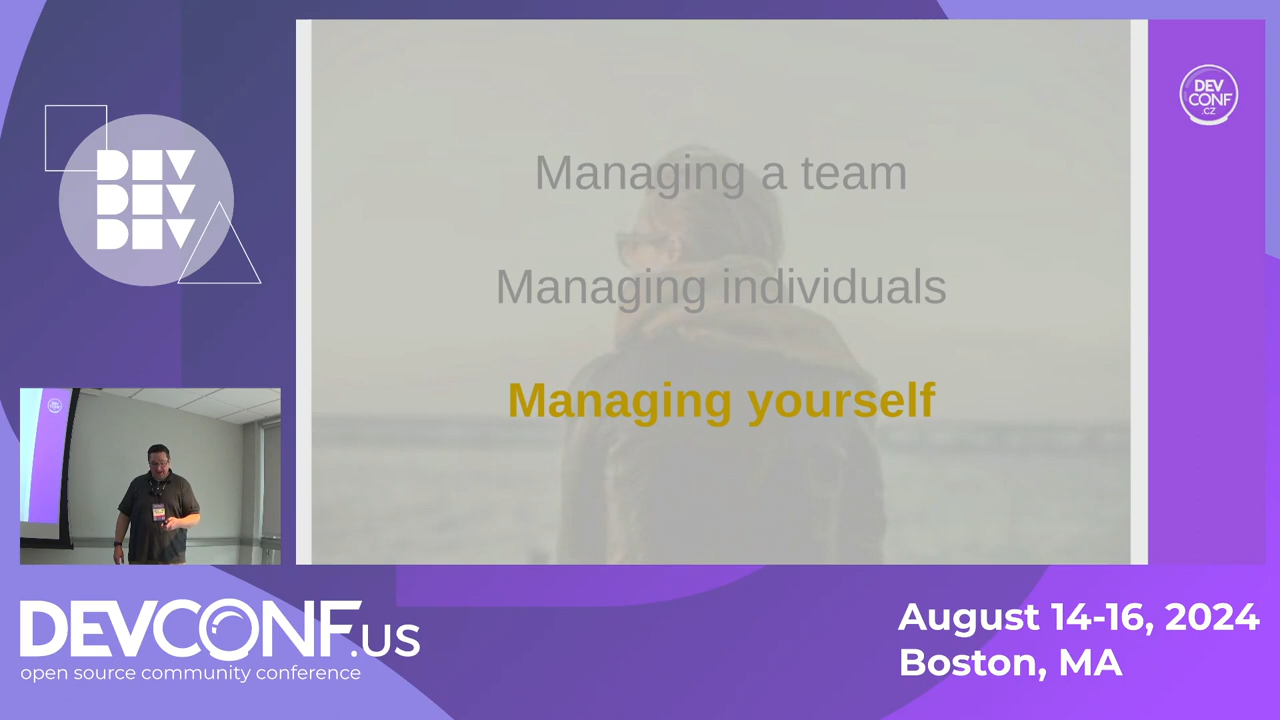 DEV
DEV
DEV
Managing a team
Managing individuals
Managing yourself
DEV
CONF
.CZ
DEVCONF.US
open source community conference
August 14-16, 2024
Boston, MA